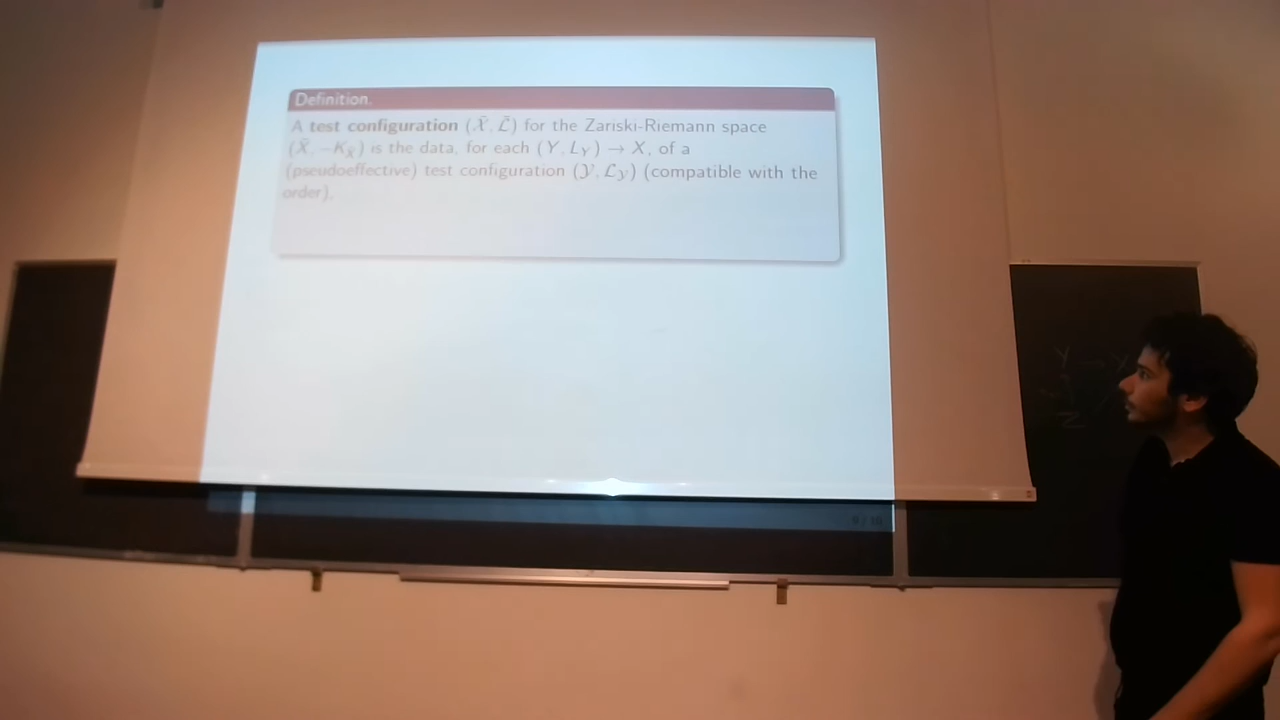 Definition.
A test configuration (X̃, L̃) for the Zariski-Riemann space
(X̃, −K_X̃) is the data, for each (Y, L_Y) → X, of a
(pseudoeffective) test configuration (𝒴, ℒ_𝒴) (compatible with the
order).